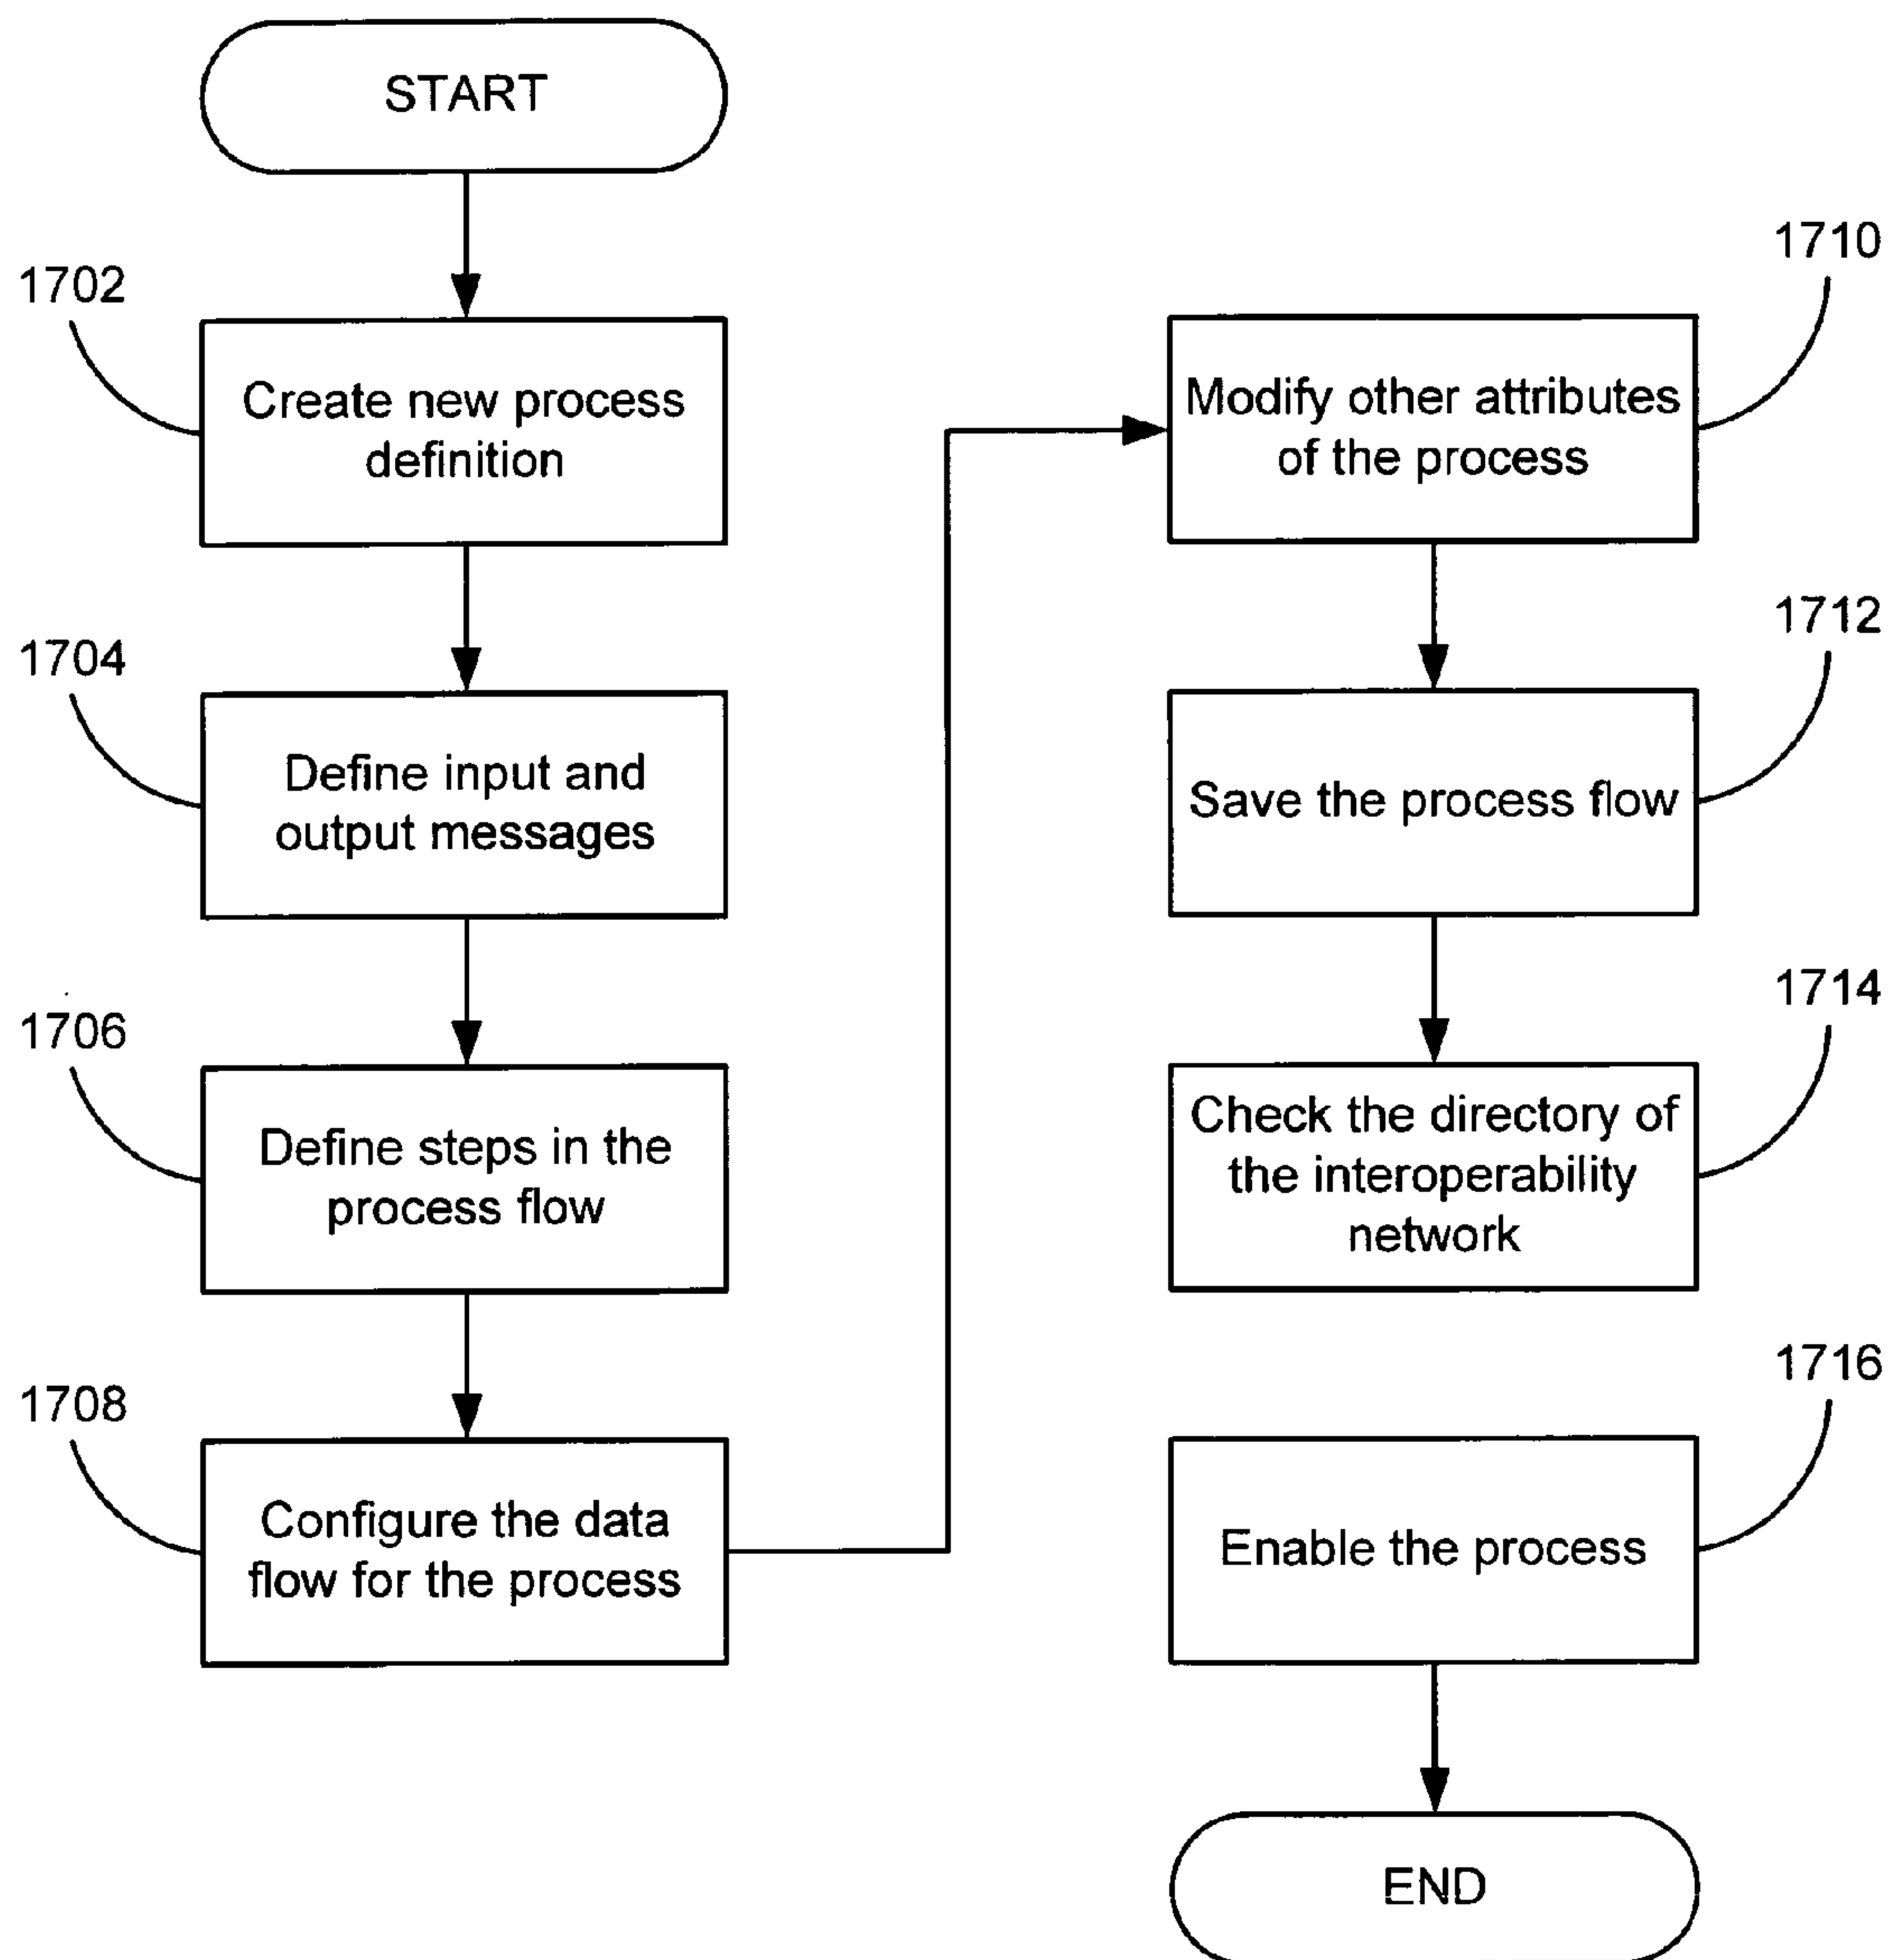 START
1702
Create new process
definition
1704
Define input and
output messages
1706
Define steps in the
process flow
1708
Configure the data
flow for the process
1710
Modify other attributes
of the process
1712
Save the process flow
1714
Check the directory of
the interoperability
network
1716
Enable the process
END